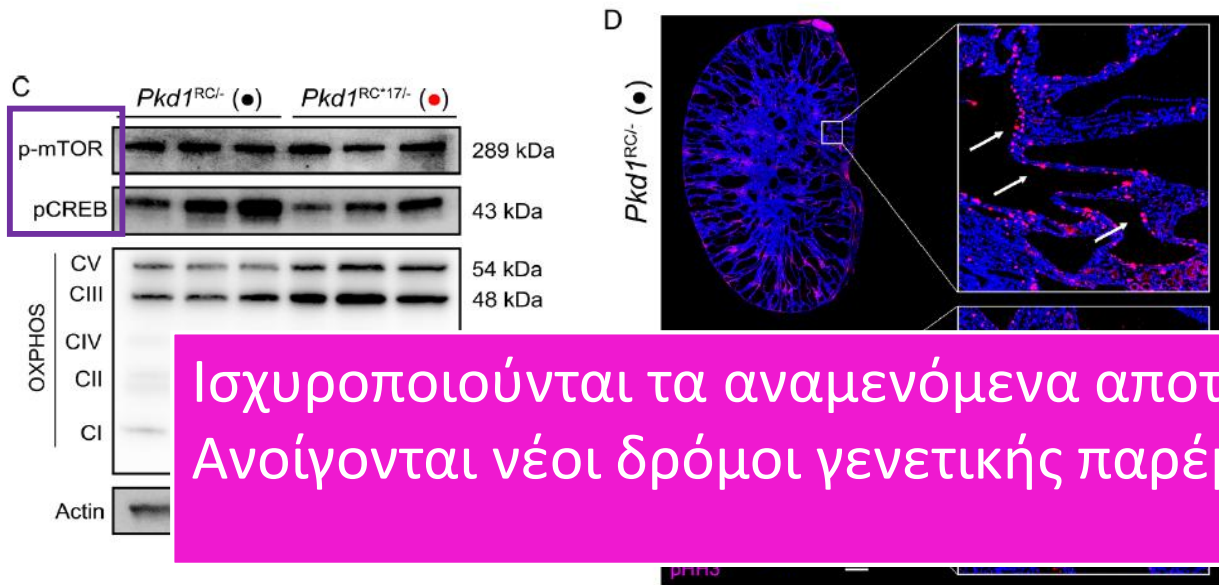 D
C
Pkd1RC/- (●)
Pkd1RC*17/- (●)
Pkd1RC/- (●)
p-mTOR
289 kDa
pCREB
43 kDa
OXPHOS
CV
54 kDa
CIII
48 kDa
CIV
CII
CI
Ισχυροποιούνται τα αναμενόμενα αποτ
Ανοίγονται νέοι δρόμοι γενετικής
Actin
pHH3